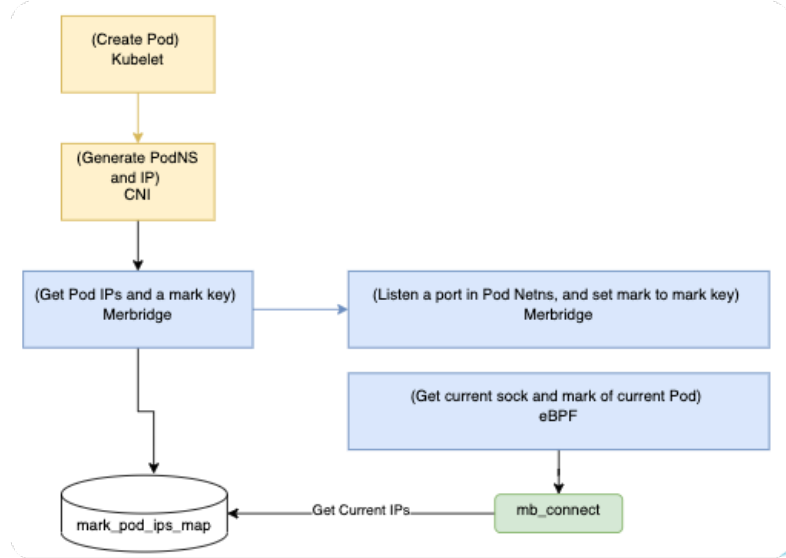 (Create Pod)
Kubelet
(Generate PodNS
and IP)
CNI
(Get Pod IPs and a mark key)
Merbridge
(Listen a port in Pod Netns, and set mark to mark key)
Merbridge
(Get current sock and mark of current Pod)
eBPF
mb_connect
Get Current IPs
mark_pod_ips_map